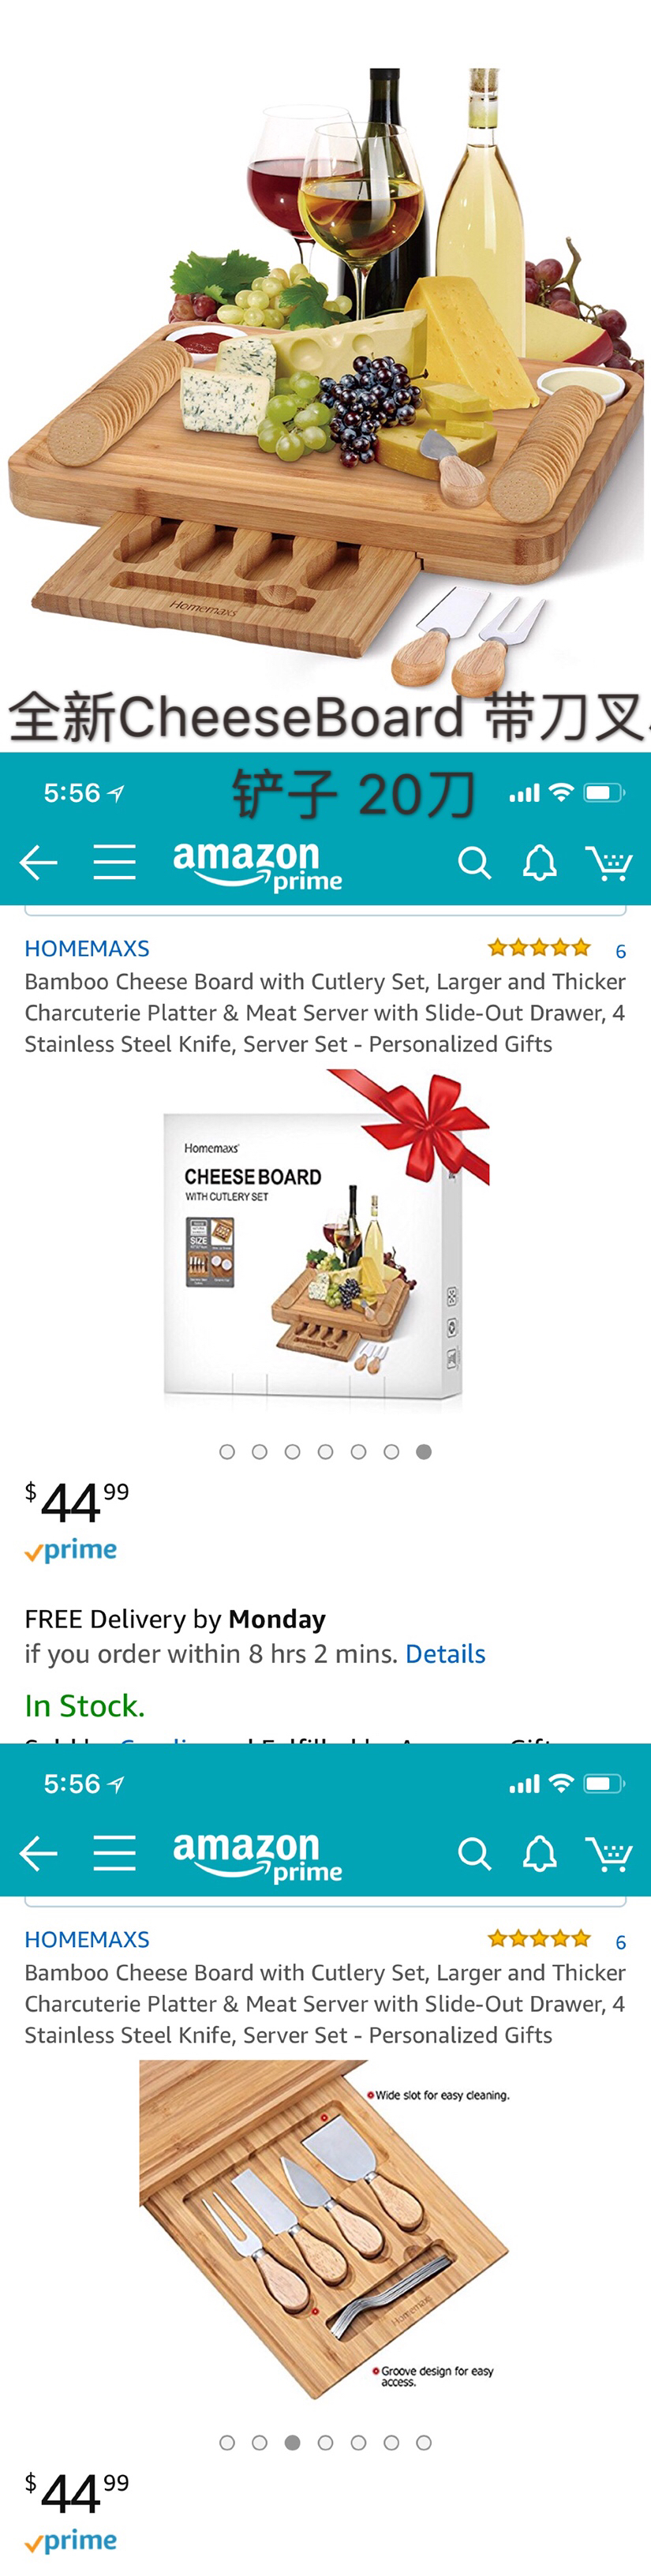 Homemaxs
全新CheeseBoard 带刀叉
铲子 20刀
5:56
amazon
prime
HOMEMAXS
6
Bamboo Cheese Board with Cutlery Set, Larger and Thicker
Charcuterie Platter & Meat Server with Slide-Out Drawer, 4
Stainless Steel Knife, Server Set - Personalized Gifts
Homemaxs
CHEESE BOARD
WITH CUTLERY SET
SIZE
$44 99
prime
FREE Delivery by Monday
if you order within 8 hrs 2 mins. Details
In Stock.
5:56
amazon
prime
HOMEMAXS
6
Bamboo Cheese Board with Cutlery Set, Larger and Thicker
Charcuterie Platter & Meat Server with Slide-Out Drawer, 4
Stainless Steel Knife, Server Set - Personalized Gifts
Wide slot for easy cleaning.
Homemaxs
Groove design for easy
access.
$44 99
prime